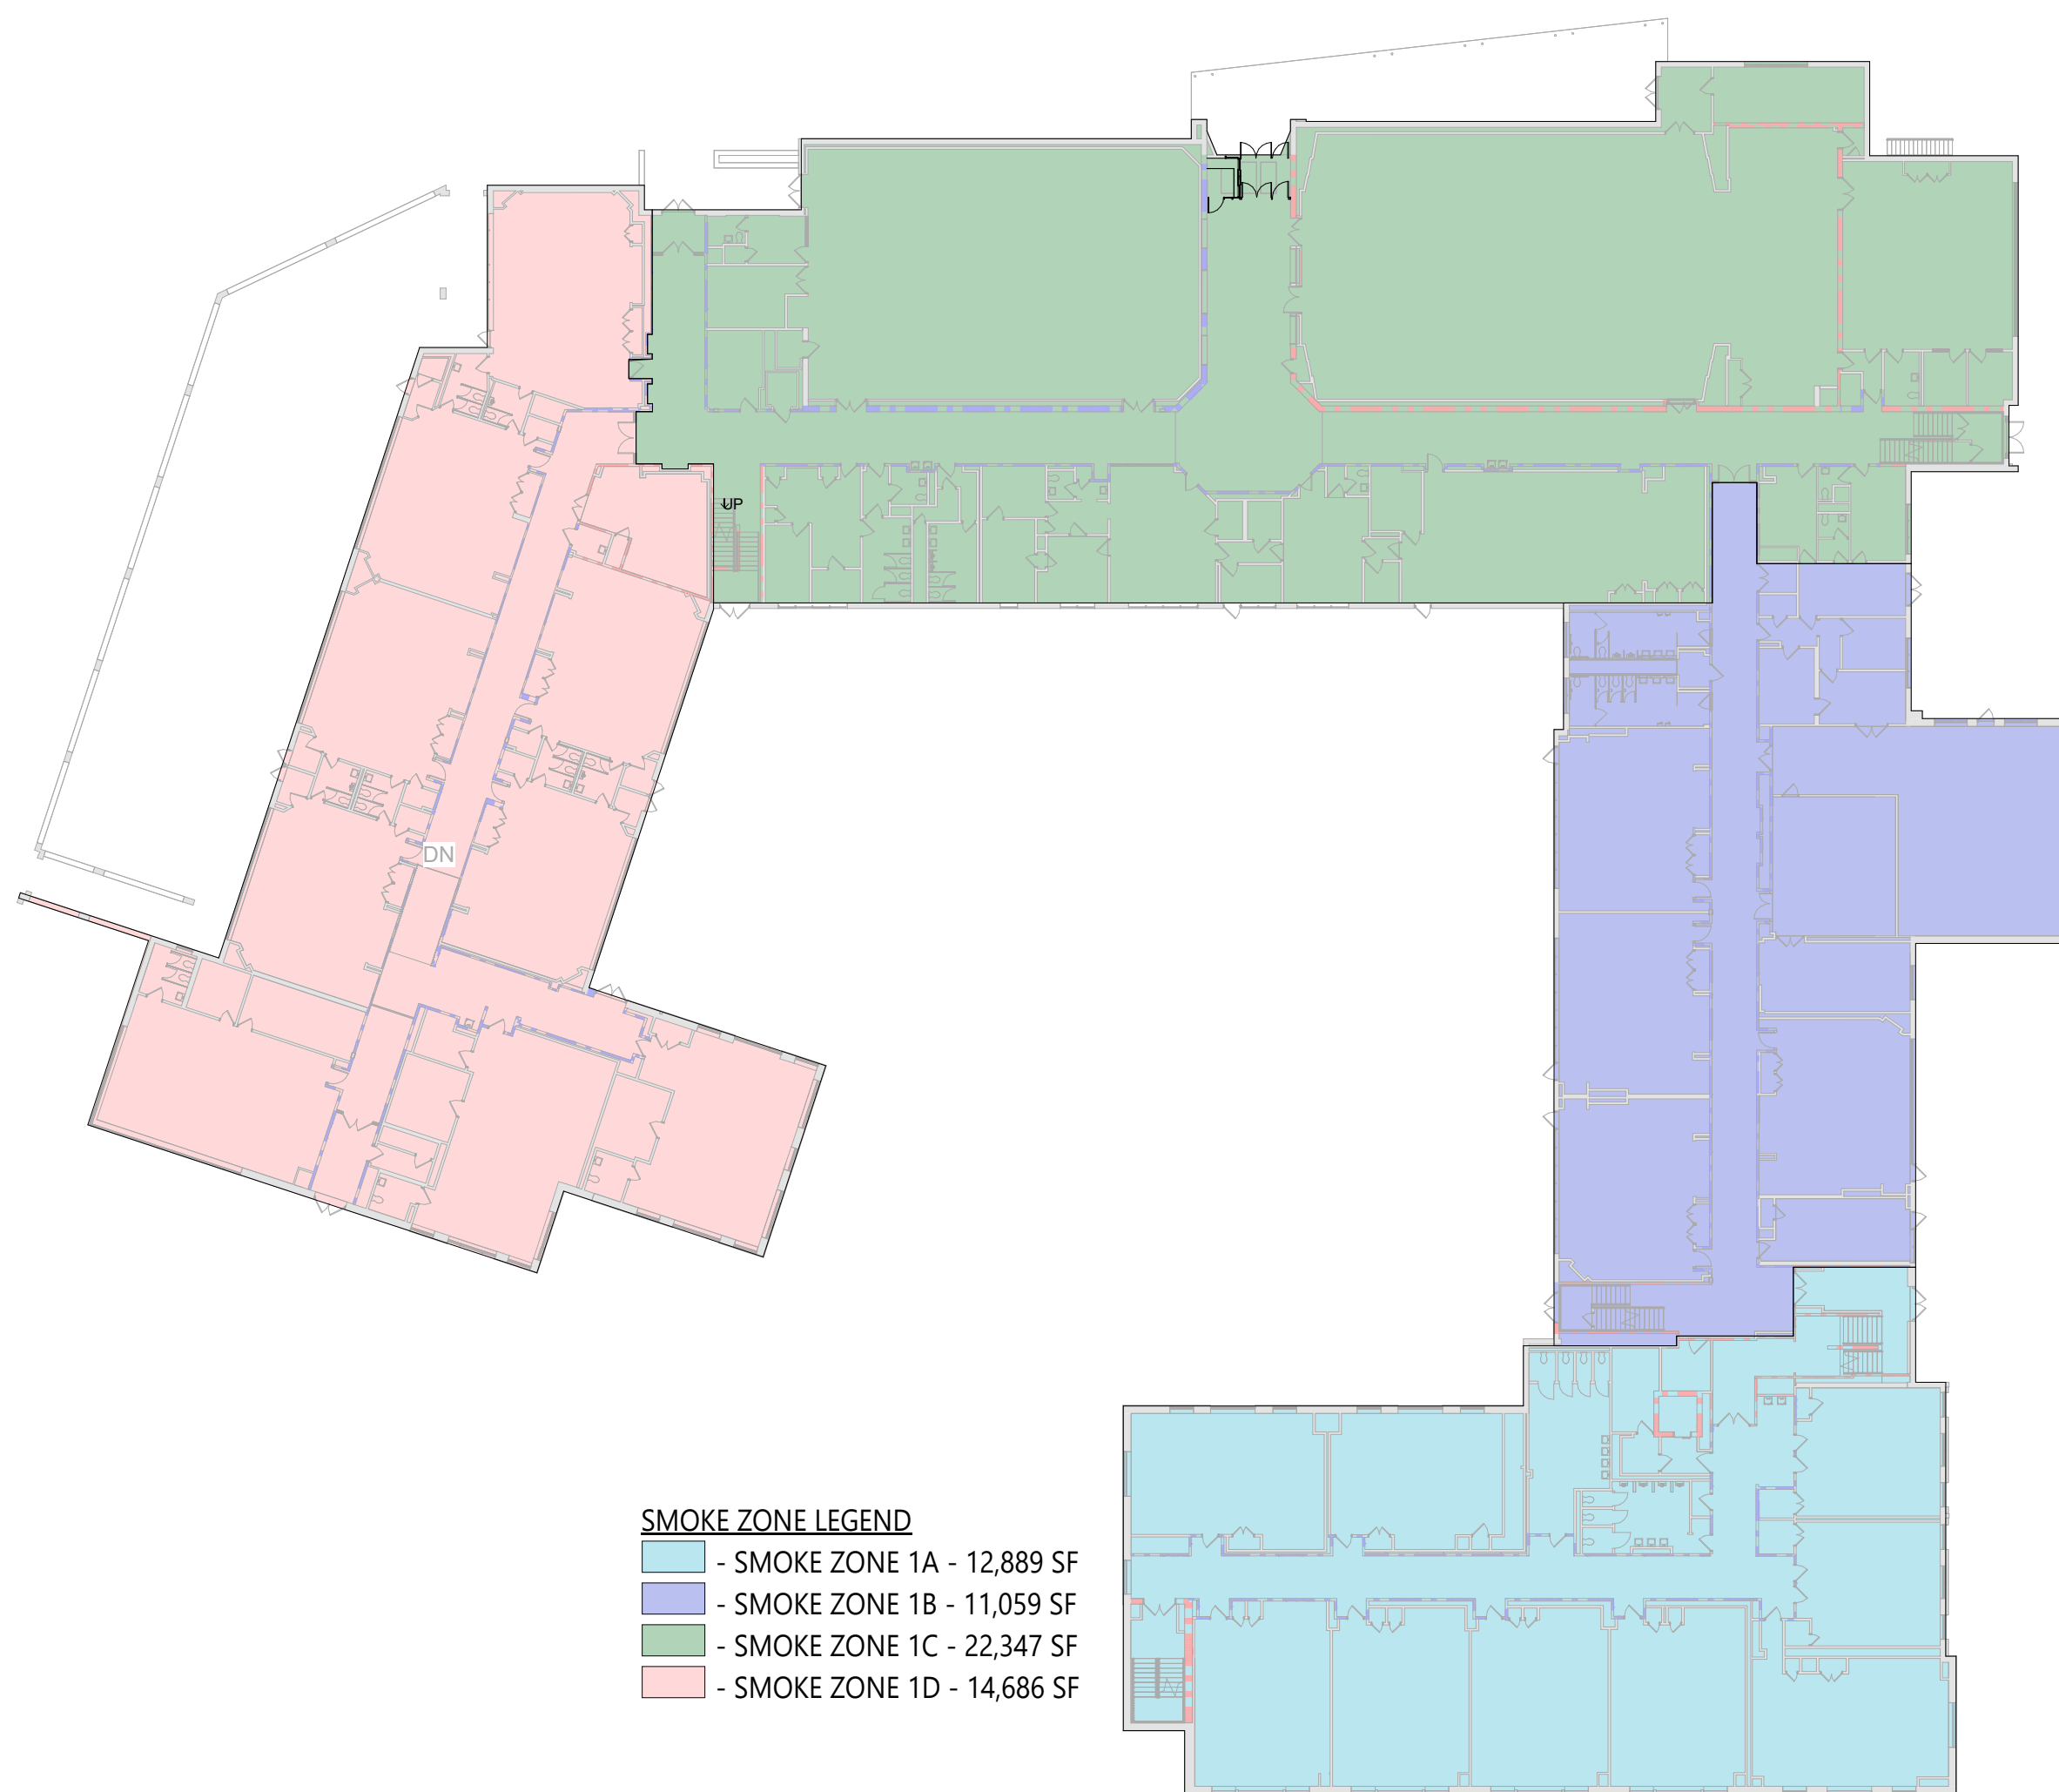 UP
DN
SMOKE ZONE LEGEND
- SMOKE ZONE 1A - 12,889 SF
- SMOKE ZONE 1B - 11,059 SF
- SMOKE ZONE 1C - 22,347 SF
- SMOKE ZONE 1D - 14,686 SF